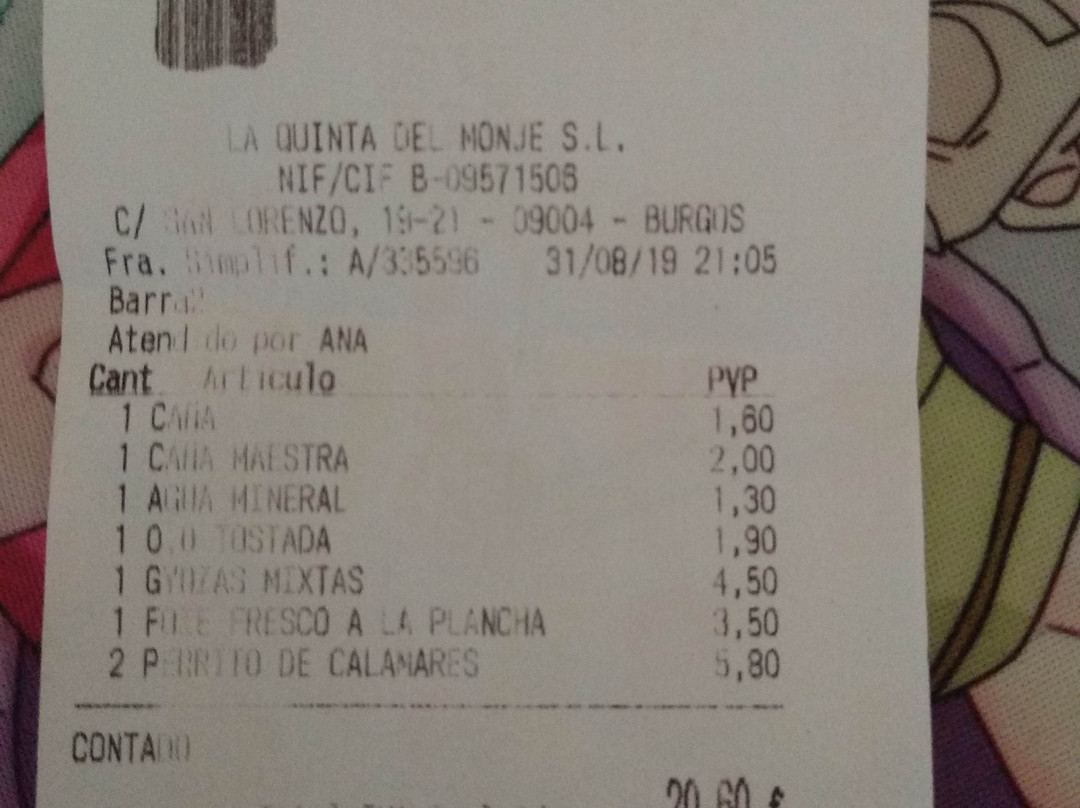 LA QUINTA DEL MONJE S.L.
NIF/CIF B-09571506
C/ SAN LORENZO, 19-21 - 09004 - BURGOS
Fra. Simplif.: A/335596 31/08/19 21:05
Barra2
Atendido por ANA
Cant Artículo PVP
1 CAÑA 1,60
1 CAÑA MAESTRA 2,00
1 AGUA MINERAL 1,30
1 0,0 TOSTADA 1,90
1 GYOZAS MIXTAS 4,50
1 FOIE FRESCO A LA PLANCHA 3,50
2 PERRITO DE CALAMARES 5,80
CONTADO
20,60 €